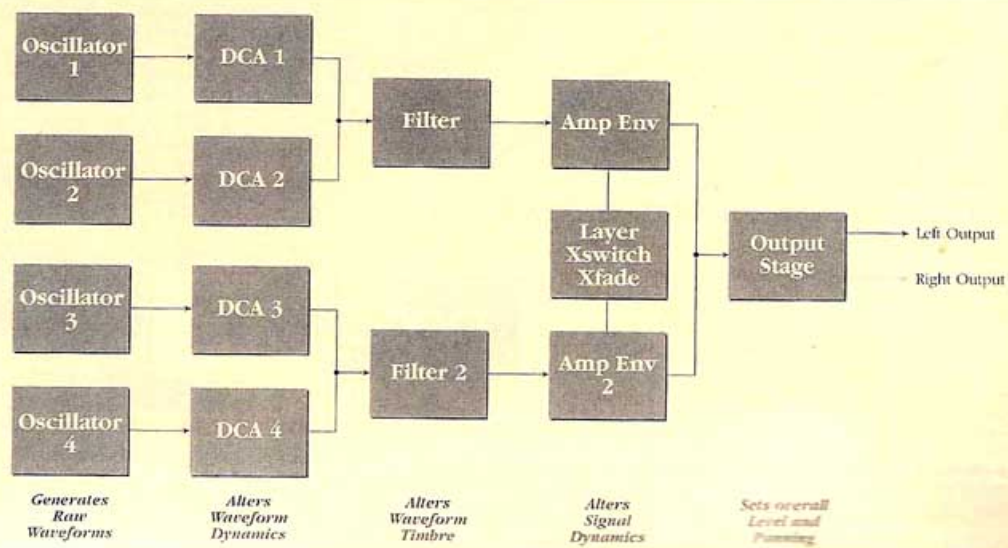 Oscillator
1
DCA 1
Filter
Amp Env
Oscillator
2
DCA 2
Layer
Xswitch
Xfade
Output
Stage
Left Output
Right Output
Oscillator
3
DCA 3
Filter 2
Amp Env
2
Oscillator
4
DCA 4
Generates
Raw
Waveforms
Alters
Waveform
Dynamics
Alters
Waveform
Timbre
Alters
Signal
Dynamics
Sets overall
Level and
Panning